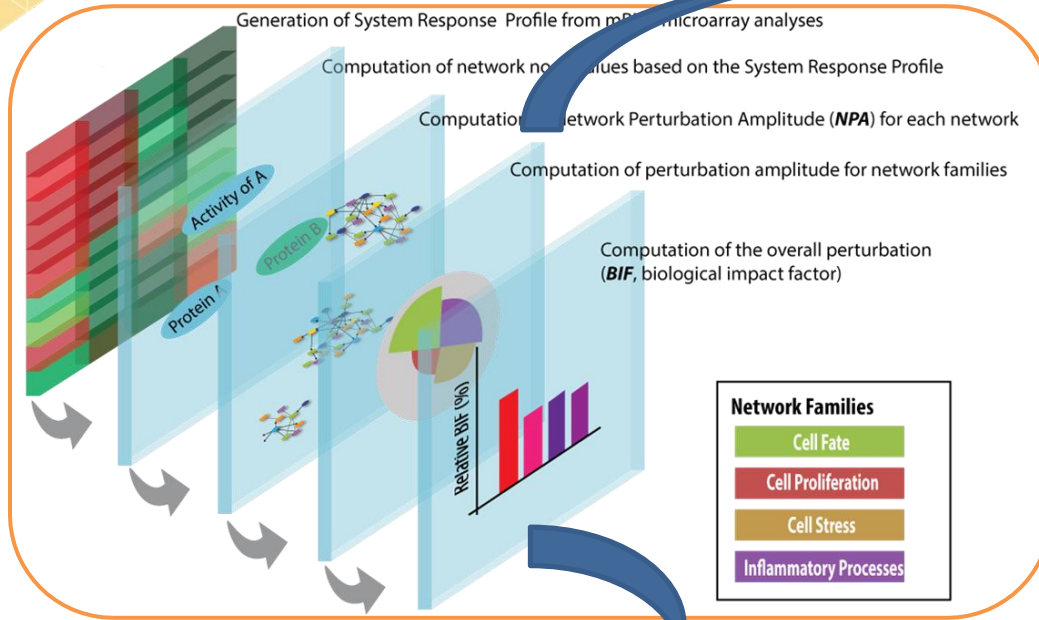 Generation of System Response Profile from microarray analyses
Computation of network values based on the System Response Profile
Network Perturbation Amplitude (NPA) for each network
Computation of perturbation amplitude for network families
Computation of the overall perturbation
(BIF, biological impact factor)
Activity of A
Protein B
Protein A
Relative BIF (%)
Network Families
Cell Fate
Cell Proliferation
Cell Stress
Inflammatory Processes